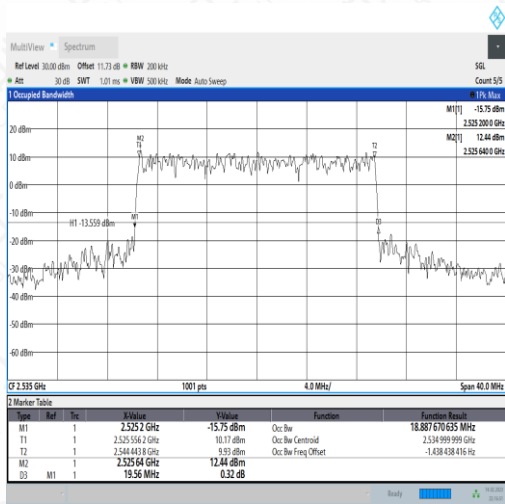 MultiView Spectrum
Ref Level 30.00 dBm Offset 11.73 dB RBW 200 kHz SGL
Att 30 dB SWT 1.01 ms VBW 500 kHz Mode Auto Sweep Count 5/5
1 Occupied Bandwidth 1Pk Max
M1[1] -15.75 dBm
2.525 200 0 GHz
M2[1] 12.44 dBm
2.525 640 0 GHz
20 dBm
M2
T1
T2
10 dBm
0 dBm
-10 dBm
H1 -13.559 dBm
M1
D3
-20 dBm
-30 dBm
-40 dBm
-50 dBm
-60 dBm
CF 2.535 GHz 1001 pts 4.0 MHz/ Span 40.0 MHz
2 Marker Table
Type Ref Trc X-Value Y-Value Function Function Result
M1 1 2.525 2 GHz -15.75 dBm Occ Bw 18.887 670 635 MHz
T1 1 2.525 556 2 GHz 10.17 dBm Occ Bw Centroid 2.534 999 999 GHz
T2 1 2.544 443 8 GHz 9.93 dBm Occ Bw Freq Offset -1.438 438 416 Hz
M2 1 2.525 64 GHz 12.44 dBm
D3 M1 1 19.56 MHz 0.32 dB
Ready